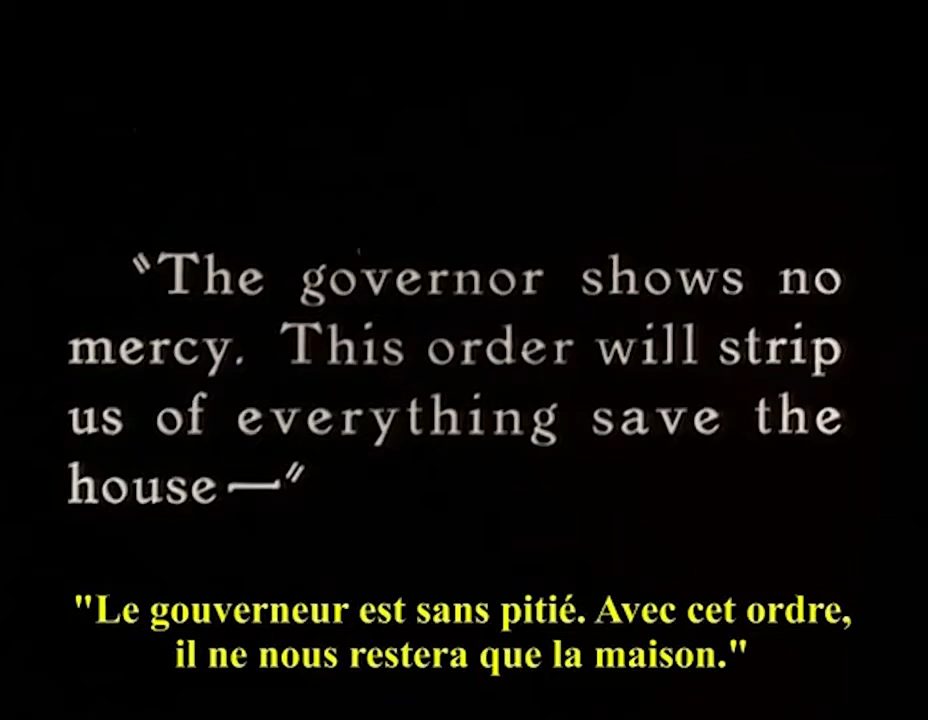 "The governor shows no
mercy. This order will strip
us of everything save the
house—"
"Le gouverneur est sans pitié. Avec cet ordre,
il ne nous restera que la maison."